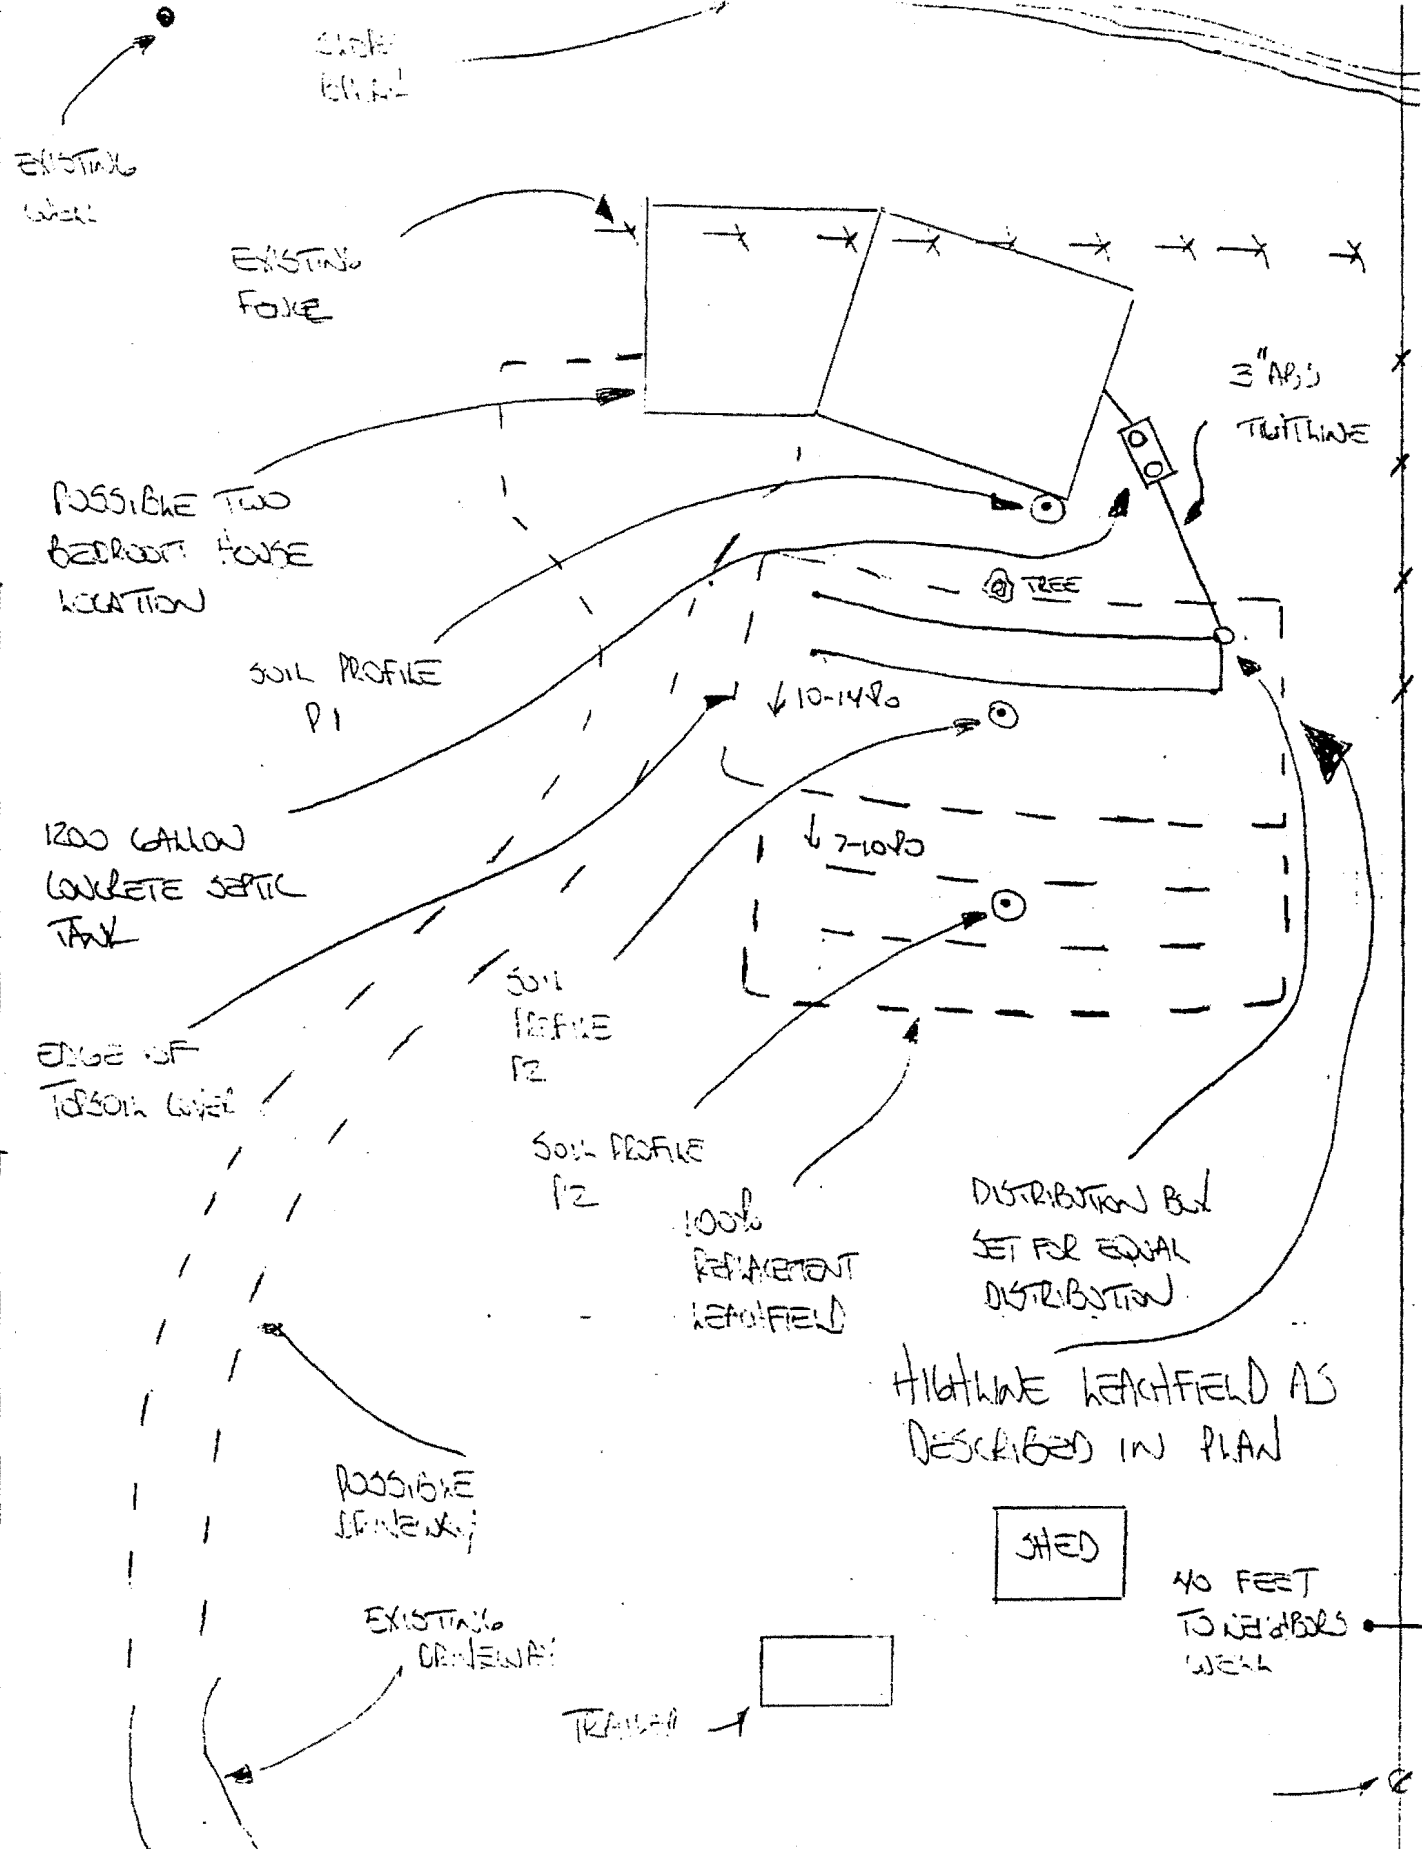 EXISTING
WELL
EXISTING
FENCE
3" ABS
TIGHTLINE
POSSIBLE TWO
BEDROOM HOUSE
LOCATION
TREE
SOIL PROFILE
P1
↓ 10-14%
1200 GALLON
CONCRETE SEPTIC
TANK
↓ 7-10%
SOIL
PROFILE
P2
EDGE OF
TOPSOIL COVER
SOIL PROFILE
P2
100%
REPLACEMENT
LEACHFIELD
DISTRIBUTION BOX
SET FOR EQUAL
DISTRIBUTION
HIGHLINE LEACHFIELD AS
DESCRIBED IN PLAN
POSSIBLE
DRIVEWAY
SHED
40 FEET
TO NEIGHBORS
WELL
EXISTING
DRIVEWAY
TRAILER